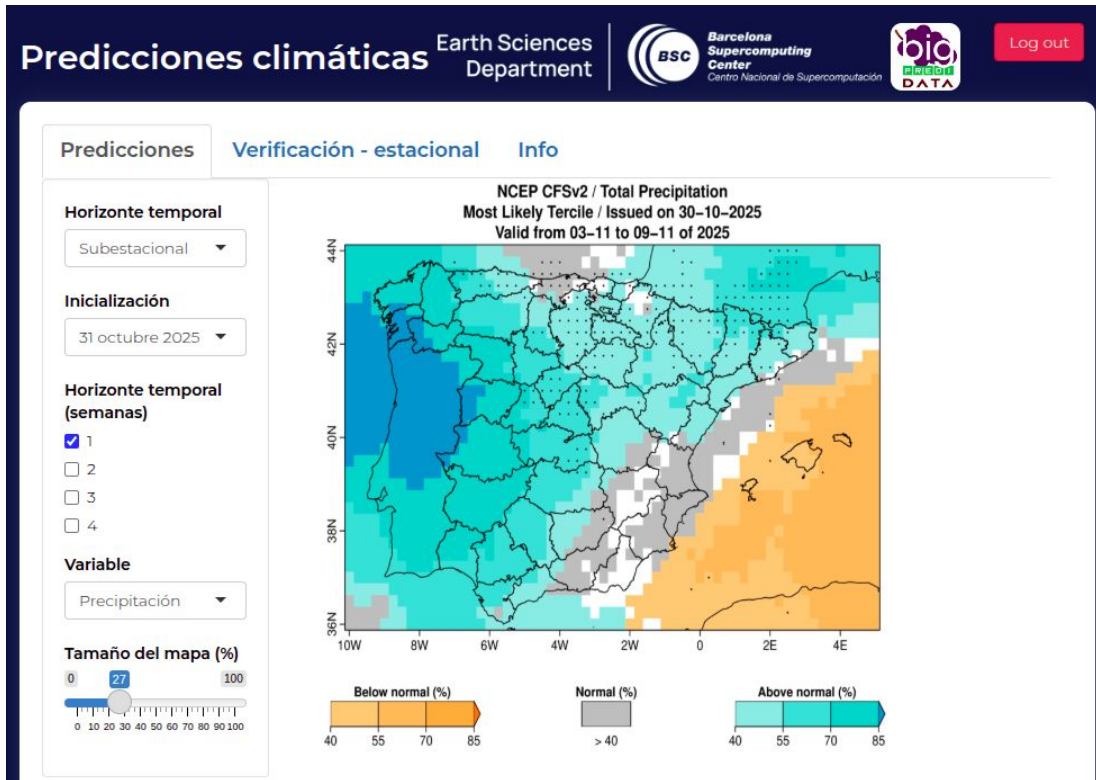 Predicciones climáticas
Earth Sciences
Department
BSC
Barcelona
Supercomputing
Center
Centro Nacional de Supercomputación
big
PREDI
DATA
Log out
Predicciones
Verificación - estacional
Info
Horizonte temporal
Subestacional
Inicialización
31 octubre 2025
Horizonte temporal
(semanas)
1
2
3
4
Variable
Precipitación
Tamaño del mapa (%)
0 27 100
0 10 20 30 40 50 60 70 80 90 100
NCEP CFSv2 / Total Precipitation
Most Likely Tercile / Issued on 30-10-2025
Valid from 03-11 to 09-11 of 2025
44N
42N
40N
38N
36N
10W 8W 6W 4W 2W 0 2E 4E
Below normal (%)
40 55 70 85
Normal (%)
> 40
Above normal (%)
40 55 70 85